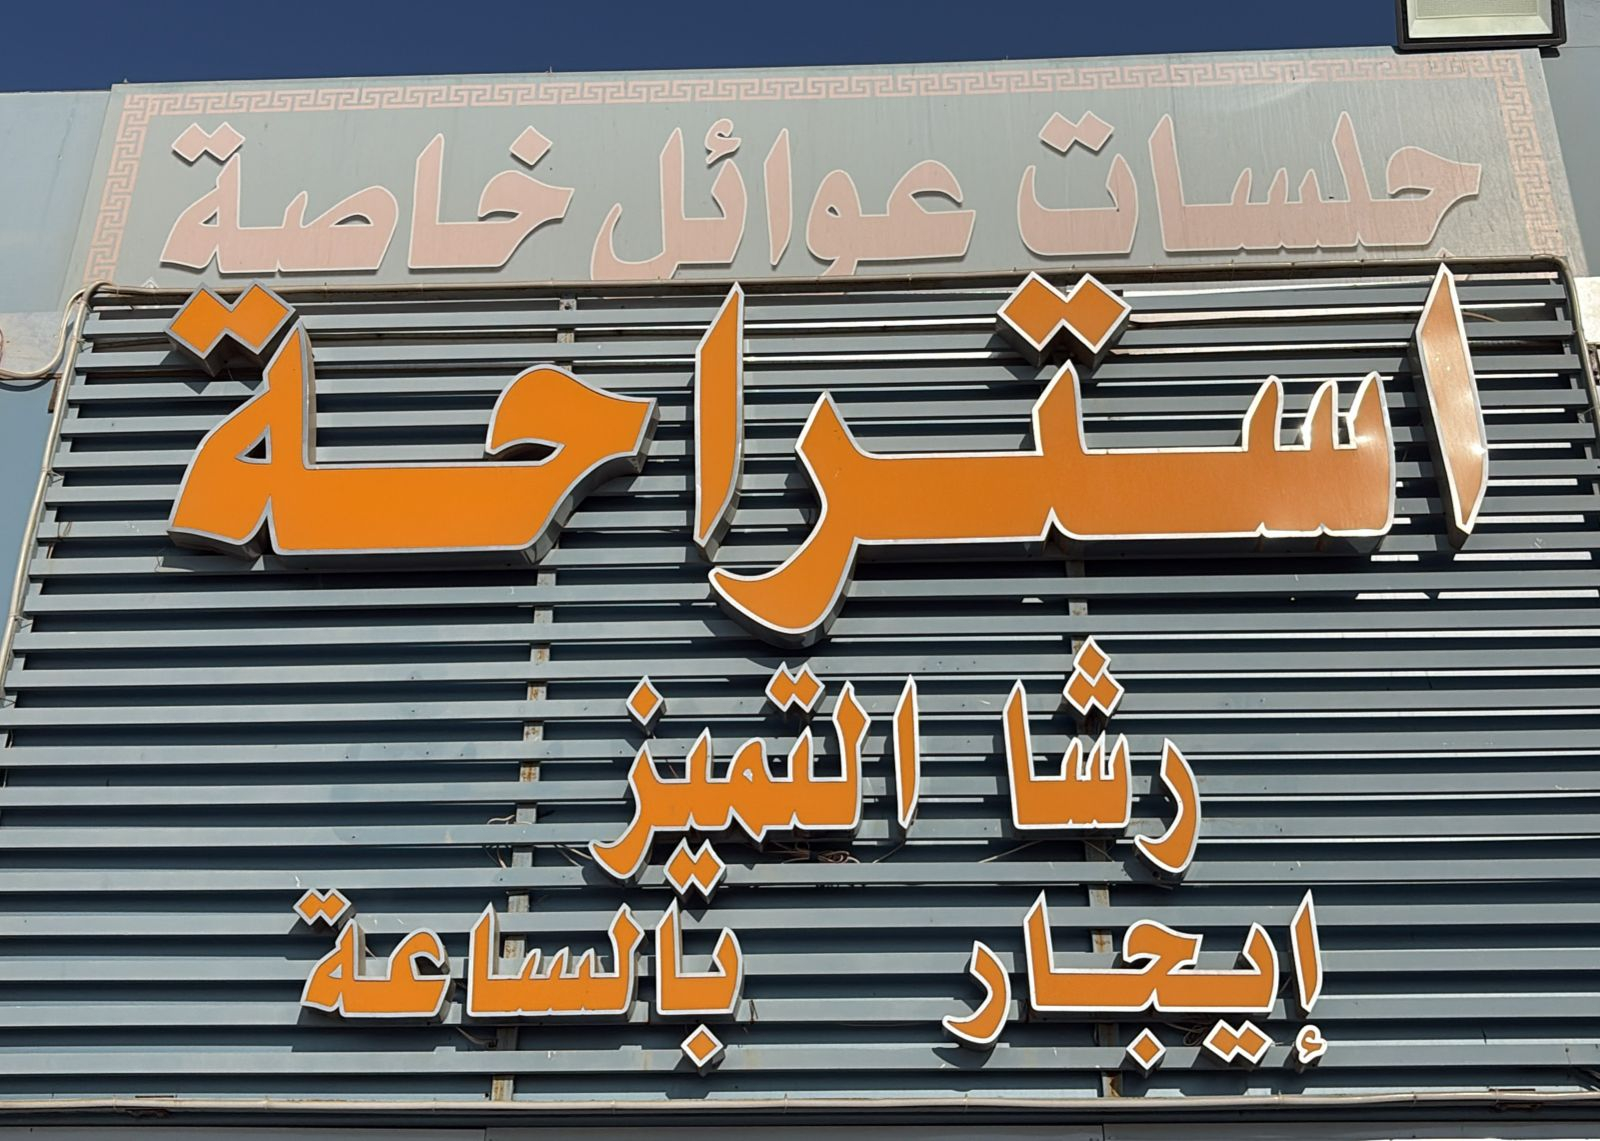 جلسات عوائل خاصة
استراحة
رشا التميز
إيجار بالساعة